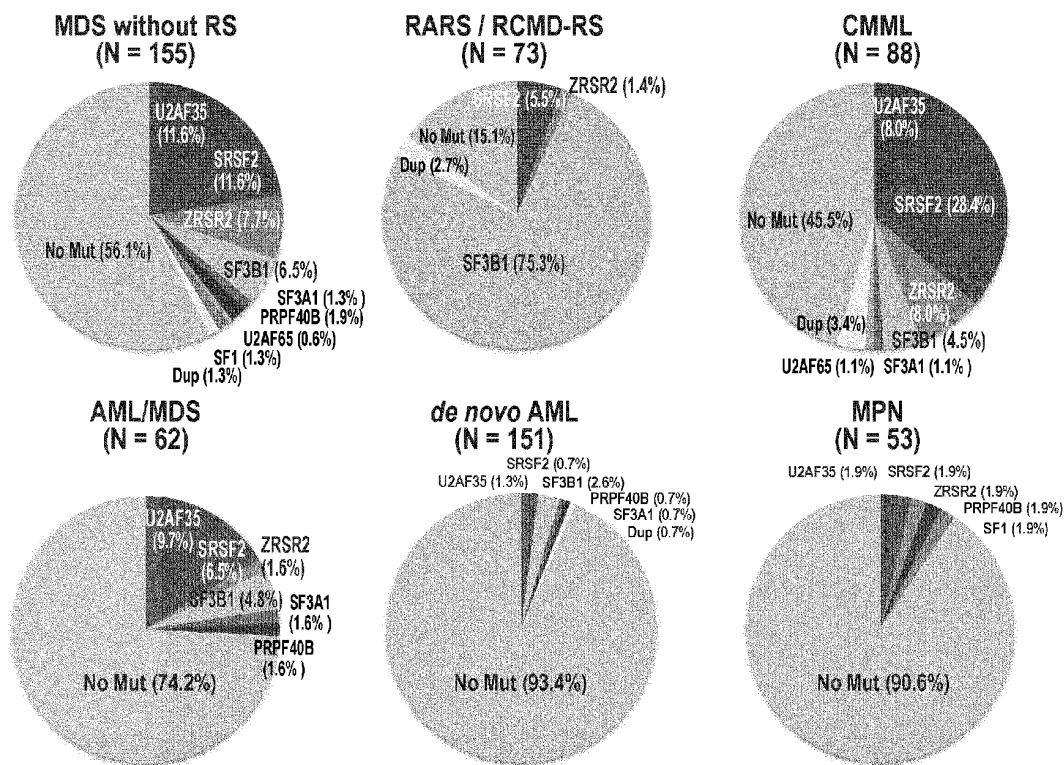 MDS without RS
(N = 155)
U2AF35
(11.6%)
SRSF2
(11.6%)
ZRSR2 (7.7%)
No Mut (56.1%)
SF3B1 (6.5%)
SF3A1 (1.3% )
PRPF40B (1.9%)
U2AF65 (0.6%)
SF1 (1.3%)
Dup (1.3%)
RARS / RCMD-RS
(N = 73)
ZRSR2 (1.4%)
SRSF2 (5.5%)
No Mut (15.1%)
Dup (2.7%)
SF3B1 (75.3%)
CMML
(N = 88)
U2AF35
(8.0%)
SRSF2 (28.4%)
No Mut (45.5%)
ZRSR2
(8.0%)
Dup (3.4%)
SF3B1 (4.5%)
U2AF65 (1.1%)
SF3A1 (1.1% )
AML/MDS
(N = 62)
U2AF35
(9.7%)
SRSF2
(6.5%)
ZRSR2
(1.6%)
SF3B1 (4.8%)
SF3A1
(1.6% )
PRPF40B
(1.6% )
No Mut (74.2%)
de novo AML
(N = 151)
SRSF2 (0.7%)
U2AF35 (1.3%)
SF3B1 (2.6%)
PRPF40B (0.7%)
SF3A1 (0.7%)
Dup (0.7%)
No Mut (93.4%)
MPN
(N = 53)
U2AF35 (1.9%)
SRSF2 (1.9%)
ZRSR2 (1.9%)
PRPF40B (1.9%)
SF1 (1.9%)
No Mut (90.6%)